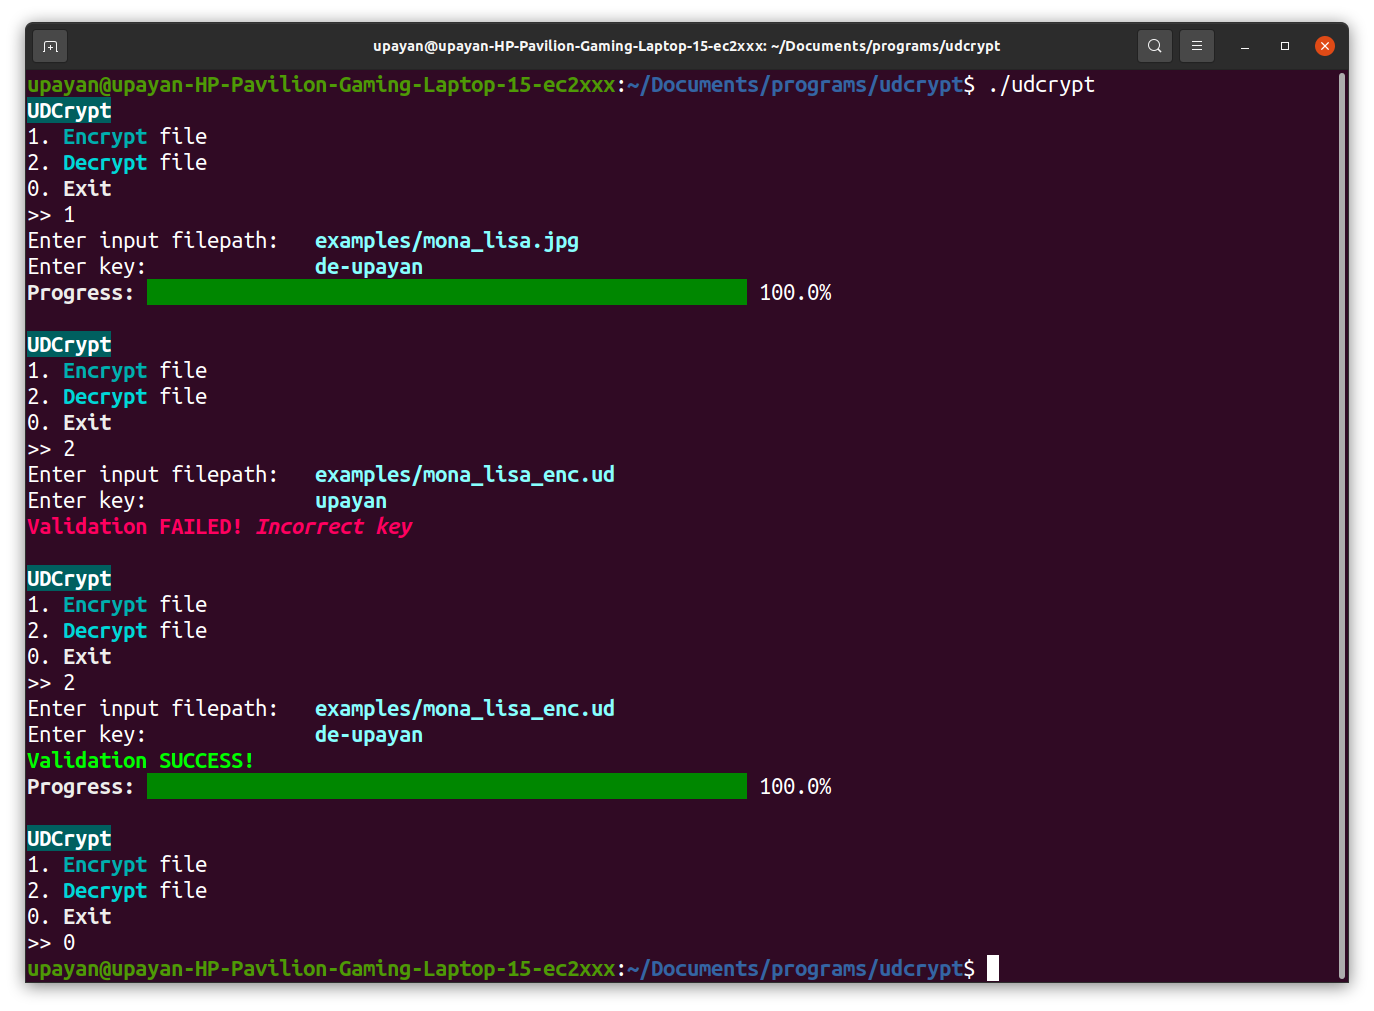 upayan@upayan-HP-Pavilion-Gaming-Laptop-15-ec2xxx: ~/Documents/programs/udcrypt
upayan@upayan-HP-Pavilion-Gaming-Laptop-15-ec2xxx:~/Documents/programs/udcrypt$ ./udcrypt
UDCrypt
1. Encrypt file
2. Decrypt file
0. Exit
>> 1
Enter input filepath:   examples/mona_lisa.jpg
Enter key:              de-upayan
Progress: 100.0%
UDCrypt
1. Encrypt file
2. Decrypt file
0. Exit
>> 2
Enter input filepath:   examples/mona_lisa_enc.ud
Enter key:              upayan
Validation FAILED! Incorrect key
UDCrypt
1. Encrypt file
2. Decrypt file
0. Exit
>> 2
Enter input filepath:   examples/mona_lisa_enc.ud
Enter key:              de-upayan
Validation SUCCESS!
Progress: 100.0%
UDCrypt
1. Encrypt file
2. Decrypt file
0. Exit
>> 0
upayan@upayan-HP-Pavilion-Gaming-Laptop-15-ec2xxx:~/Documents/programs/udcrypt$